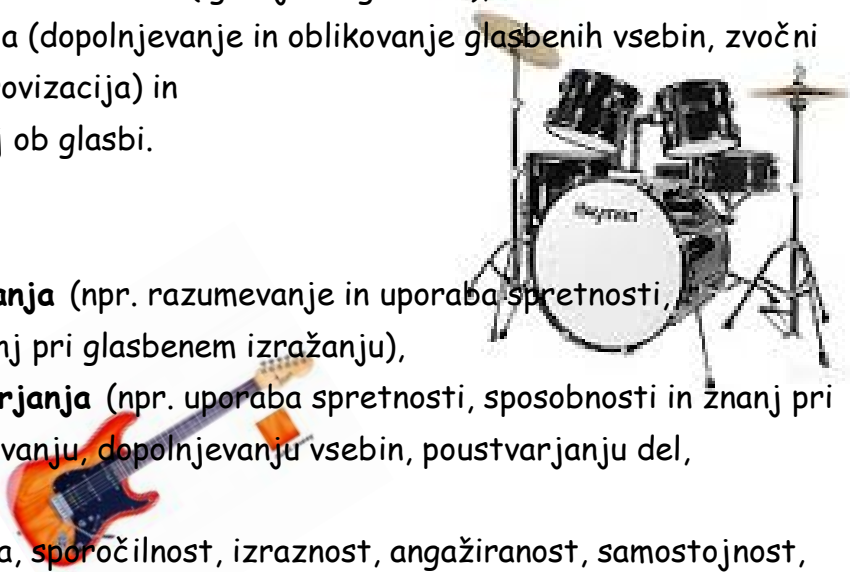 a (dopolnjevanje in oblikovanje glasbenih vsebin, zvočni
ovizacija) in
j ob glasbi.
anja (npr. razumevanje in uporaba spretnosti,
nj pri glasbenem izražanju),
rjanja (npr. uporaba spretnosti, sposobnosti in znanj pri
vanju, dopolnjevanju vsebin, poustvarjanju del,
a, sporočilnost, izraznost, angažiranost, samostojnost,